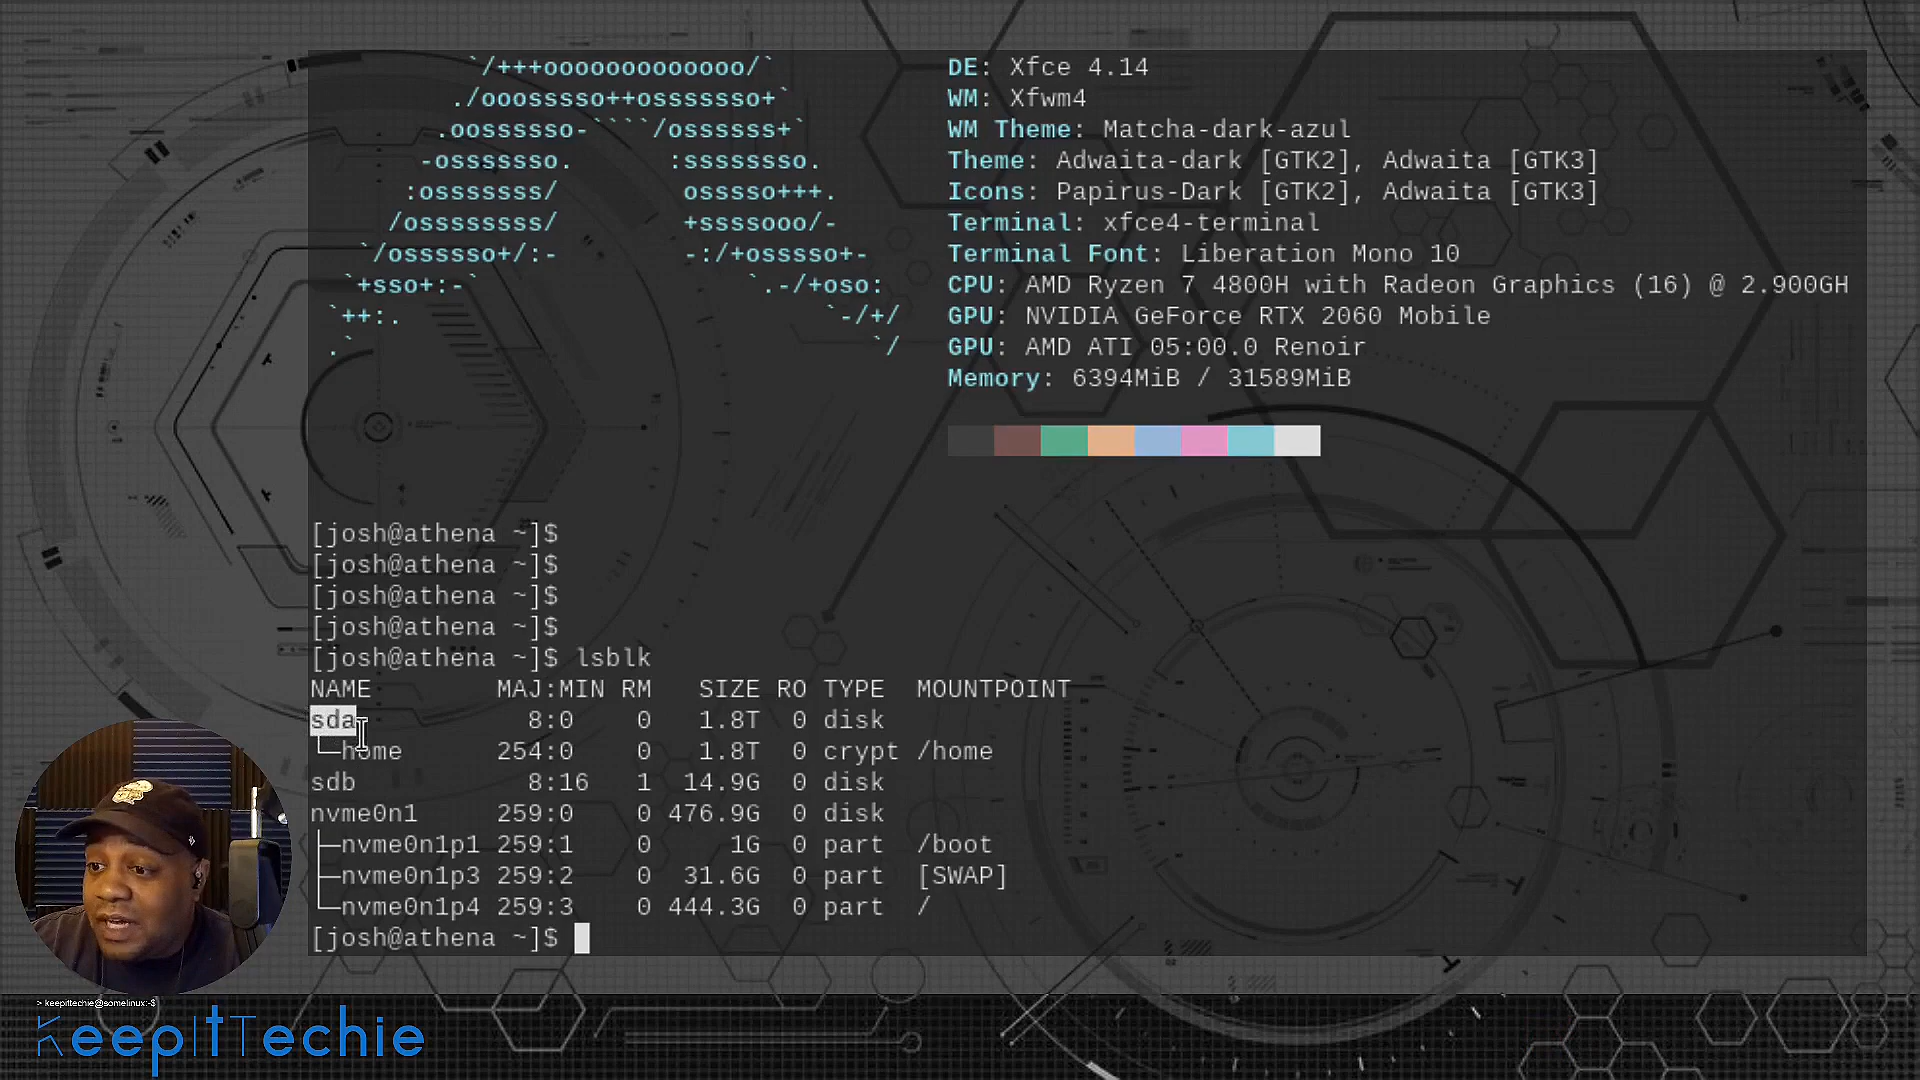 `/+++ooooooooooooo/` DE: Xfce 4.14
./ooosssso++osssssso+` WM: Xfwm4
.oossssso-````/ossssss+` WM Theme: Matcha-dark-azul
-osssssso. :ssssssso. Theme: Adwaita-dark [GTK2], Adwaita [GTK3]
:osssssss/ osssso+++. Icons: Papirus-Dark [GTK2], Adwaita [GTK3]
/ossssssss/ +ssssooo/- Terminal: xfce4-terminal
`/ossssso+/:- -:/+osssso+- Terminal Font: Liberation Mono 10
`+sso+:-` `.-/+oso: CPU: AMD Ryzen 7 4800H with Radeon Graphics (16) @ 2.900GH
`++:. `-/+/ GPU: NVIDIA GeForce RTX 2060 Mobile
.` `/ GPU: AMD ATI 05:00.0 Renoir
Memory: 6394MiB / 31589MiB
[josh@athena ~]$
[josh@athena ~]$
[josh@athena ~]$
[josh@athena ~]$
[josh@athena ~]$ lsblk
NAME MAJ:MIN RM SIZE RO TYPE MOUNTPOINT
sda 8:0 0 1.8T 0 disk
└─home 254:0 0 1.8T 0 crypt /home
sdb 8:16 1 14.9G 0 disk
nvme0n1 259:0 0 476.9G 0 disk
├─nvme0n1p1 259:1 0 1G 0 part /boot
├─nvme0n1p3 259:2 0 31.6G 0 part [SWAP]
└─nvme0n1p4 259:3 0 444.3G 0 part /
[josh@athena ~]$
> keepittechie@somelinux:~$
KeepItTechie